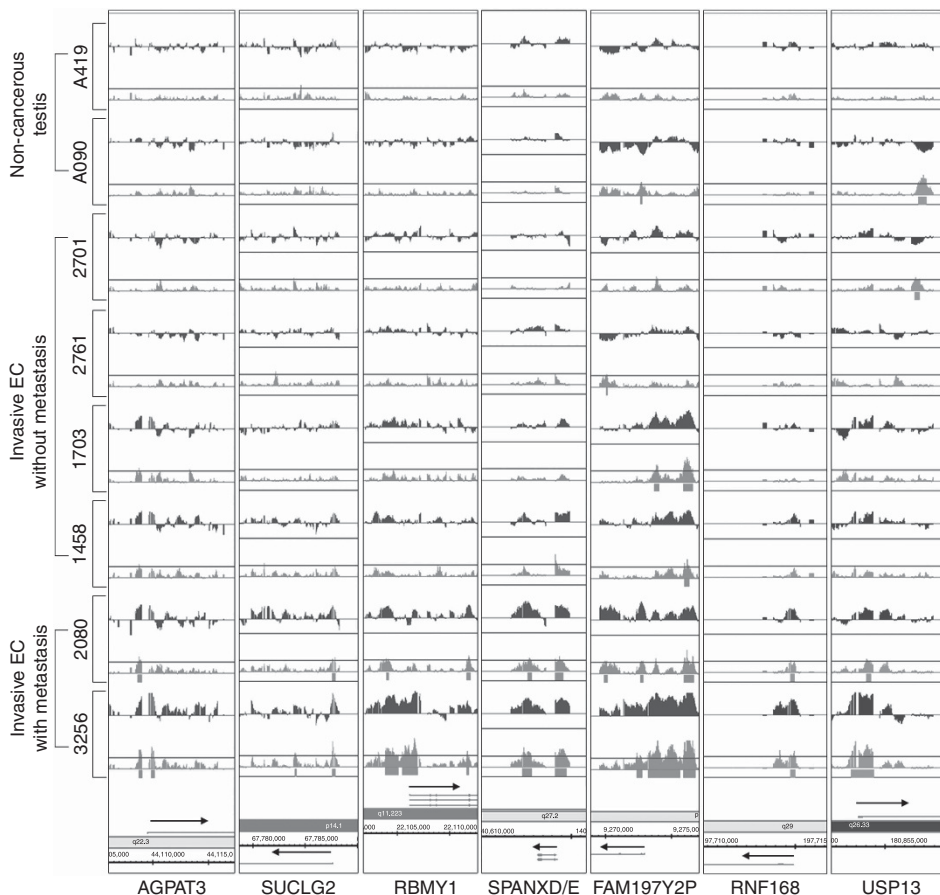 Non-cancerous
testis
A419
A090
Invasive EC
without metastasis
2701
2761
1703
1458
Invasive EC
with metastasis
2080
3256
q22.3
05,000 44,110,000 44,115,0
p14.1
67,780,000 67,785,000
q11.223
000 22,105,000 22,110,000
q27.2
40,610,000 140
p
9,270,000 9,275,00
q29
97,710,000 197,715
q26.33
00 180,855,000
AGPAT3 SUCLG2 RBMY1 SPANXD/E FAM197Y2P RNF168 USP13